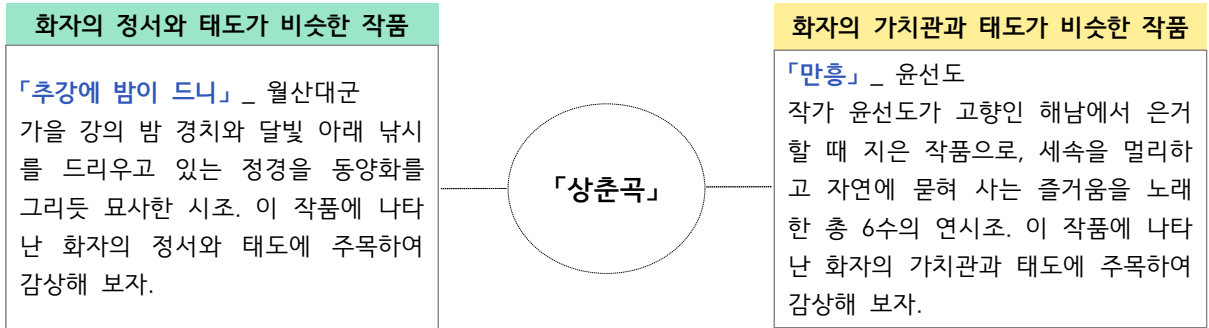 화자의 정서와 태도가 비슷한 작품
「추강에 밤이 드니」 _ 월산대군
가을 강의 밤 경치와 달빛 아래 낚시
를 드리우고 있는 정경을 동양화를
그리듯 묘사한 시조. 이 작품에 나타
난 화자의 정서와 태도에 주목하여
감상해 보자.
「상춘곡」
화자의 가치관과 태도가 비슷한 작품
「만흥」 _ 윤선도
작가 윤선도가 고향인 해남에서 은거
할 때 지은 작품으로, 세속을 멀리하
고 자연에 묻혀 사는 즐거움을 노래
한 총 6수의 연시조. 이 작품에 나타
난 화자의 가치관과 태도에 주목하여
감상해 보자.